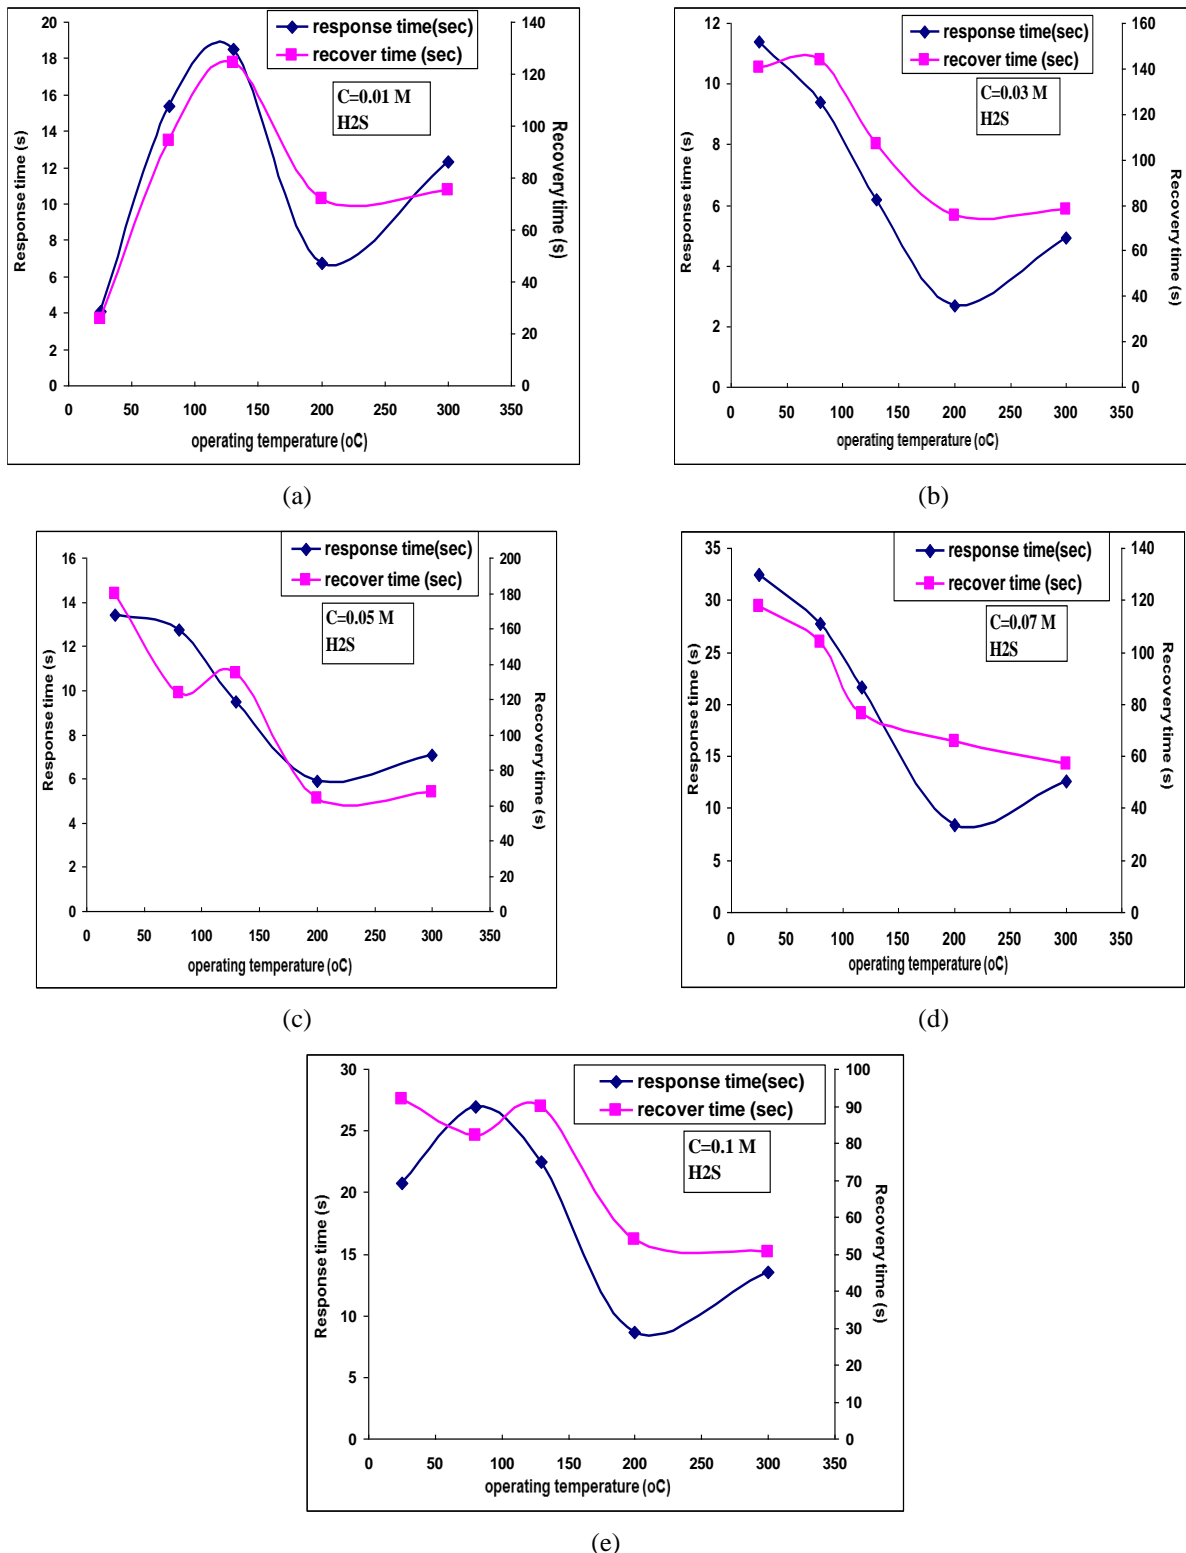 response time(sec)
recover time (sec)
C=0.01 M
H2S
Response time (s)
20
18
16
14
12
10
8
6
4
2
0
140
120
100
80
60
40
20
0
Recovery time (s)
0 50 100 150 200 250 300 350
operating temperature (oC)
(a)
response time(sec)
recover time (sec)
C=0.03 M
H2S
Response time (s)
12
10
8
6
4
2
0
160
140
120
100
80
60
40
20
0
Recovery time (s)
0 50 100 150 200 250 300 350
operating temperature (oC)
(b)
response time(sec)
recover time (sec)
C=0.05 M
H2S
Response time (s)
16
14
12
10
8
6
4
2
0
200
180
160
140
120
100
80
60
40
20
0
Recovery time (s)
0 50 100 150 200 250 300 350
operating temperature (oC)
(c)
response time(sec)
recover time (sec)
C=0.07 M
H2S
Response time (s)
35
30
25
20
15
10
5
0
140
120
100
80
60
40
20
0
Recovery time (s)
0 50 100 150 200 250 300 350
operating temperature (oC)
(d)
response time(sec)
recover time (sec)
C=0.1 M
H2S
Response time (s)
30
25
20
15
10
5
0
100
90
80
70
60
50
40
30
20
10
0
Recovery time (s)
0 50 100 150 200 250 300 350
operating temperature (oC)
(e)